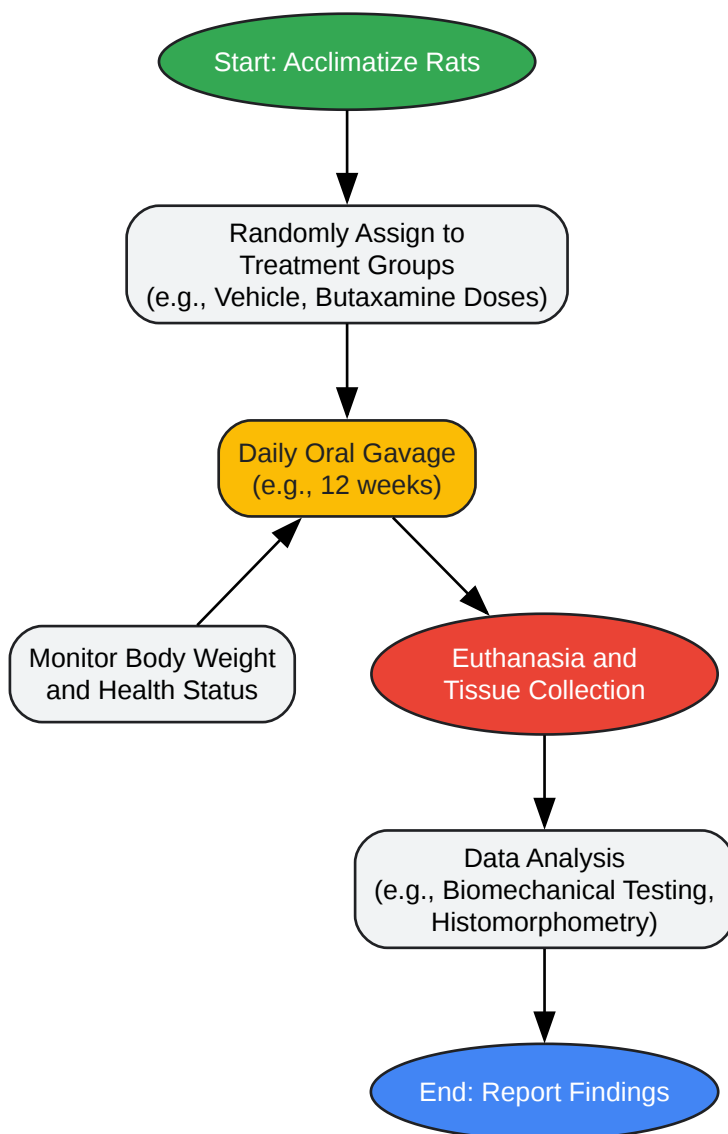 Start: Acclimatize Rats
Randomly Assign to
Treatment Groups
(e.g., Vehicle, Butaxamine Doses)
Daily Oral Gavage
(e.g., 12 weeks)
Monitor Body Weight
and Health Status
Euthanasia and
Tissue Collection
Data Analysis
(e.g., Biomechanical Testing,
Histomorphometry)
End: Report Findings